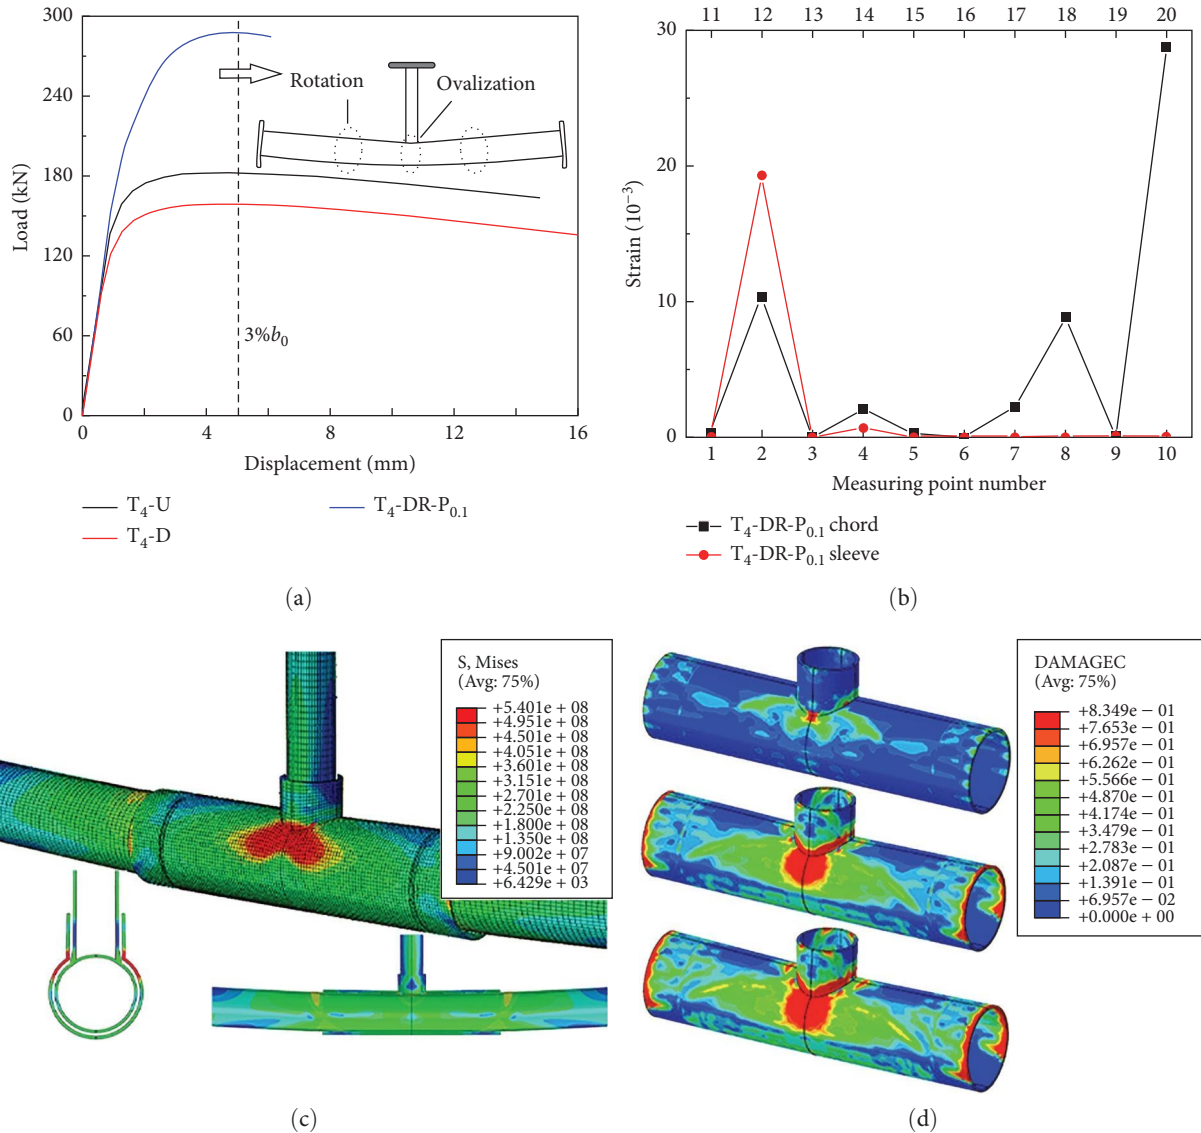 300
240
180
120
60
0
Load (kN)
Rotation
Ovalization
3%b0
0 4 8 12 16
Displacement (mm)
T4-U
T4-DR-P0.1
T4-D
(a)
11 12 13 14 15 16 17 18 19 20
30
20
10
0
Strain (10−3)
1 2 3 4 5 6 7 8 9 10
Measuring point number
T4-DR-P0.1 chord
T4-DR-P0.1 sleeve
(b)
S, Mises
(Avg: 75%)
+5.401e + 08
+4.951e + 08
+4.501e + 08
+4.051e + 08
+3.601e + 08
+3.151e + 08
+2.701e + 08
+2.250e + 08
+1.800e + 08
+1.350e + 08
+9.002e + 07
+4.501e + 07
+6.429e + 03
(c)
DAMAGEC
(Avg: 75%)
+8.349e − 01
+7.653e − 01
+6.957e − 01
+6.262e − 01
+5.566e − 01
+4.870e − 01
+4.174e − 01
+3.479e − 01
+2.783e − 01
+2.087e − 01
+1.391e − 01
+6.957e − 02
+0.000e + 00
(d)